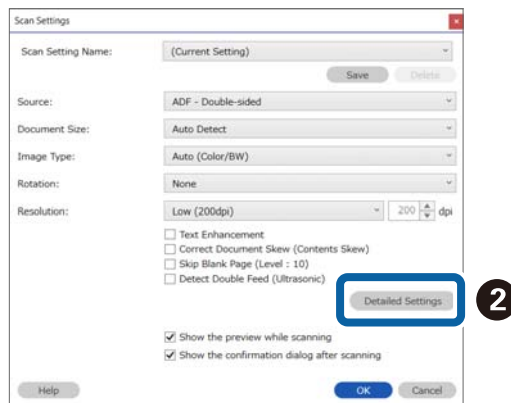 Scan Settings
Scan Setting Name: (Current Setting)
Save Delete
Source: ADF - Double-sided
Document Size: Auto Detect
Image Type: Auto (Color/BW)
Rotation: None
Resolution: Low (200dpi) 200 dpi
Text Enhancement
Correct Document Skew (Contents Skew)
Skip Blank Page (Level : 10)
Detect Double Feed (Ultrasonic)
Detailed Settings 2
Show the preview while scanning
Show the confirmation dialog after scanning
Help OK Cancel